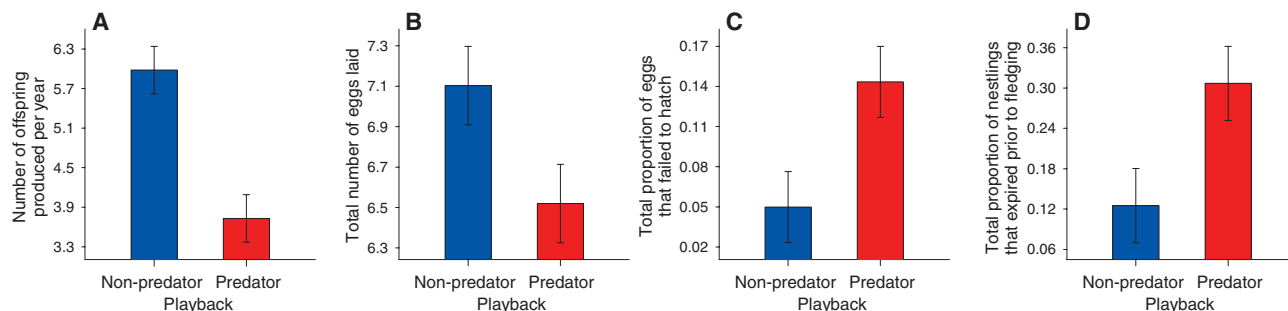 A
Number of offspring
produced per year
6.3
5.7
5.1
4.5
3.9
3.3
Non-predator Predator
Playback
B
Total number of eggs laid
7.3
7.1
6.9
6.7
6.5
6.3
Non-predator Predator
Playback
C
Total proportion of eggs
that failed to hatch
0.17
0.14
0.11
0.08
0.05
0.02
Non-predator Predator
Playback
D
Total proportion of nestlings
that expired prior to fledging
0.36
0.30
0.24
0.18
0.12
0.06
Non-predator Predator
Playback